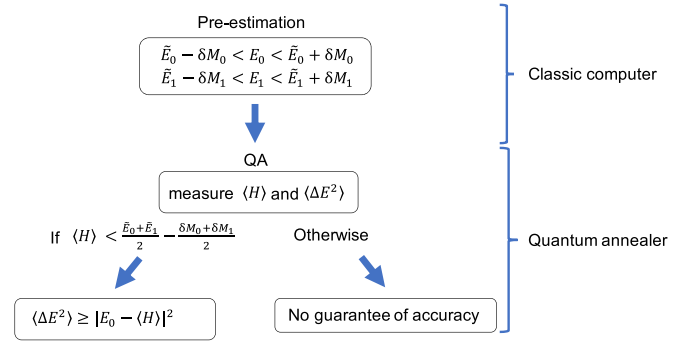 Pre-estimation
Ẽ₀ − δM₀ < E₀ < Ẽ₀ + δM₀
Ẽ₁ − δM₁ < E₁ < Ẽ₁ + δM₁
Classic computer
QA
measure ⟨H⟩ and ⟨ΔE²⟩
If ⟨H⟩ < (Ẽ₀+Ẽ₁)/2 − (δM₀+δM₁)/2
Otherwise
Quantum annealer
⟨ΔE²⟩ ≥ |E₀ − ⟨H⟩|²
No guarantee of accuracy